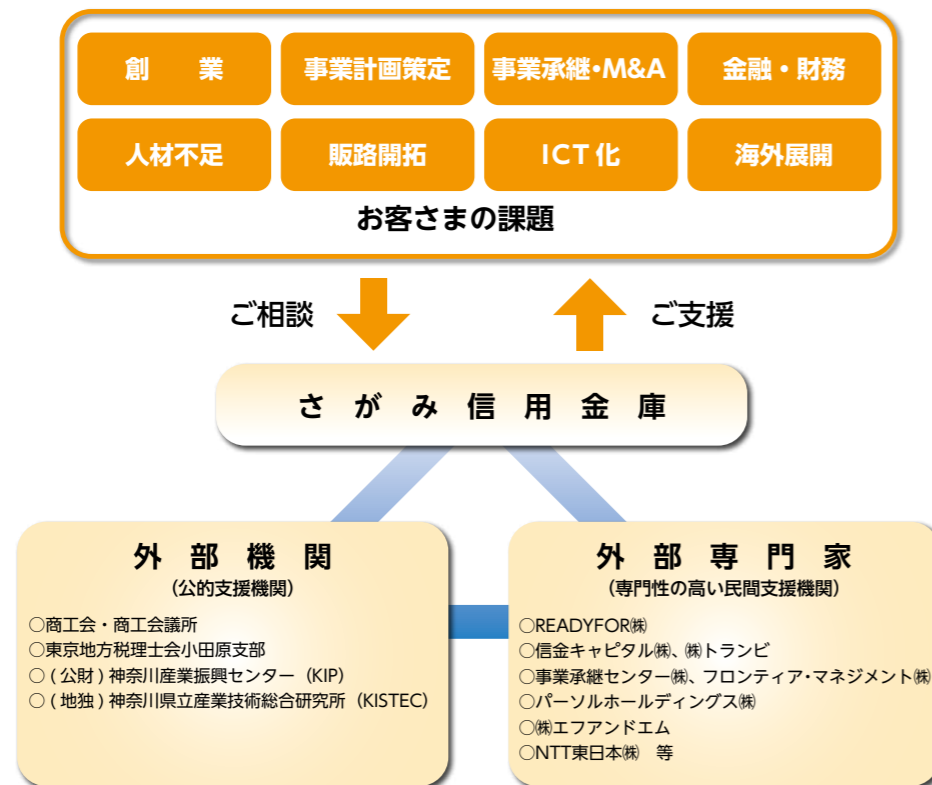 創　業
事業計画策定
事業承継・M&A
金融・財務
人材不足
販路開拓
ICT化
海外展開
お客さまの課題
ご相談
ご支援
さがみ信用金庫
外部機関
（公的支援機関）
○商工会・商工会議所
○東京地方税理士会小田原支部
○(公財)神奈川産業振興センター（KIP）
○(地独)神奈川県立産業技術総合研究所（KISTEC）
外部専門家
（専門性の高い民間支援機関）
○READYFOR㈱
○信金キャピタル㈱、㈱トランビ
○事業承継センター㈱、フロンティア・マネジメント㈱
○パーソルホールディングス㈱
○㈱エフアンドエム
○NTT東日本㈱　等